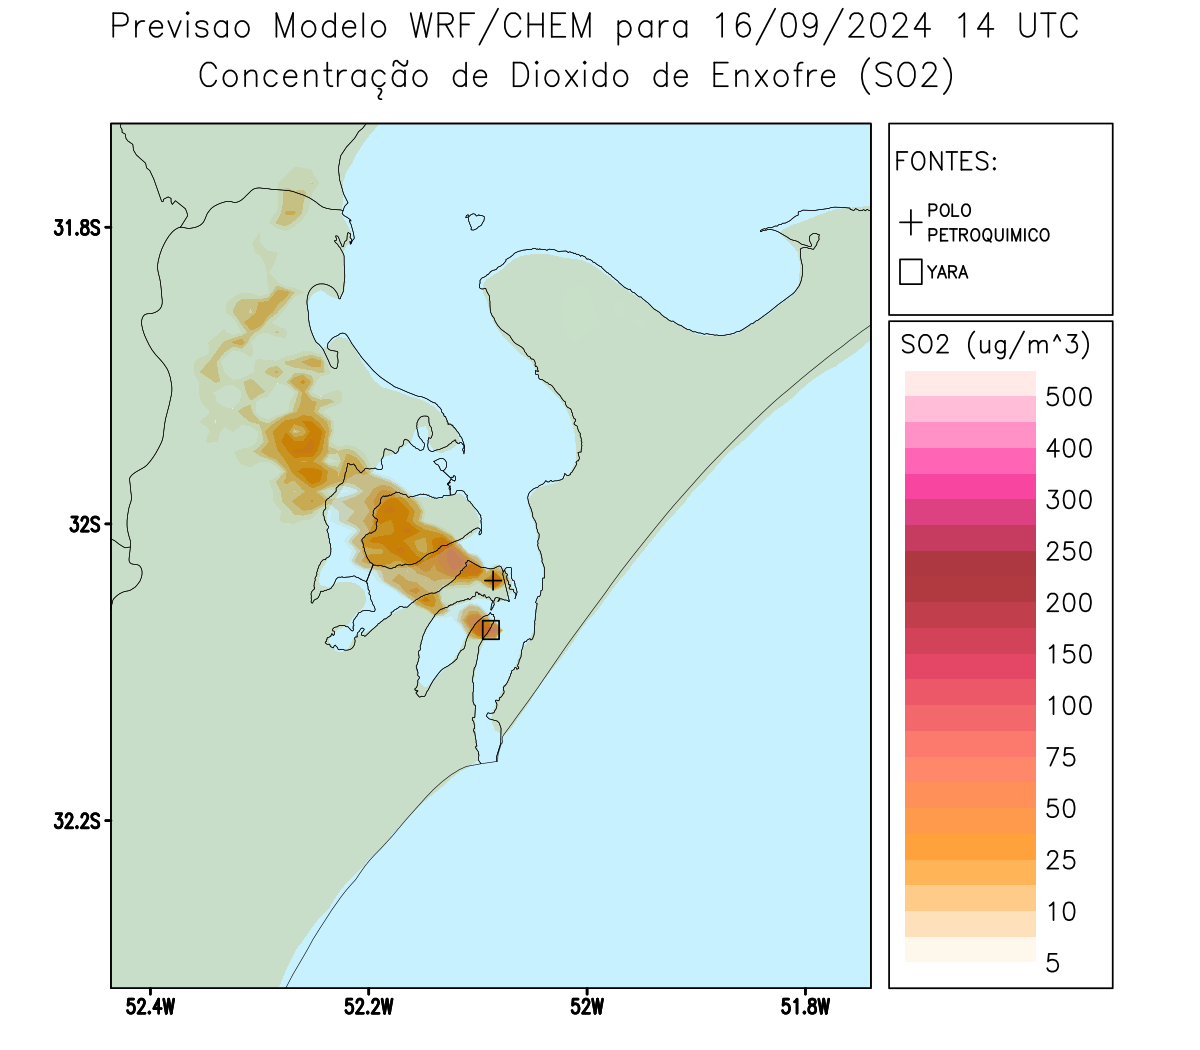 Previsao Modelo WRF/CHEM para 16/09/2024 14 UTC
Concentração de Dioxido de Enxofre (SO2)
FONTES:
POLO
PETROQUIMICO
YARA
SO2 (ug/m^3)
500
400
300
250
200
150
100
75
50
25
10
5
31.8S
32S
32.2S
52.4W
52.2W
52W
51.8W